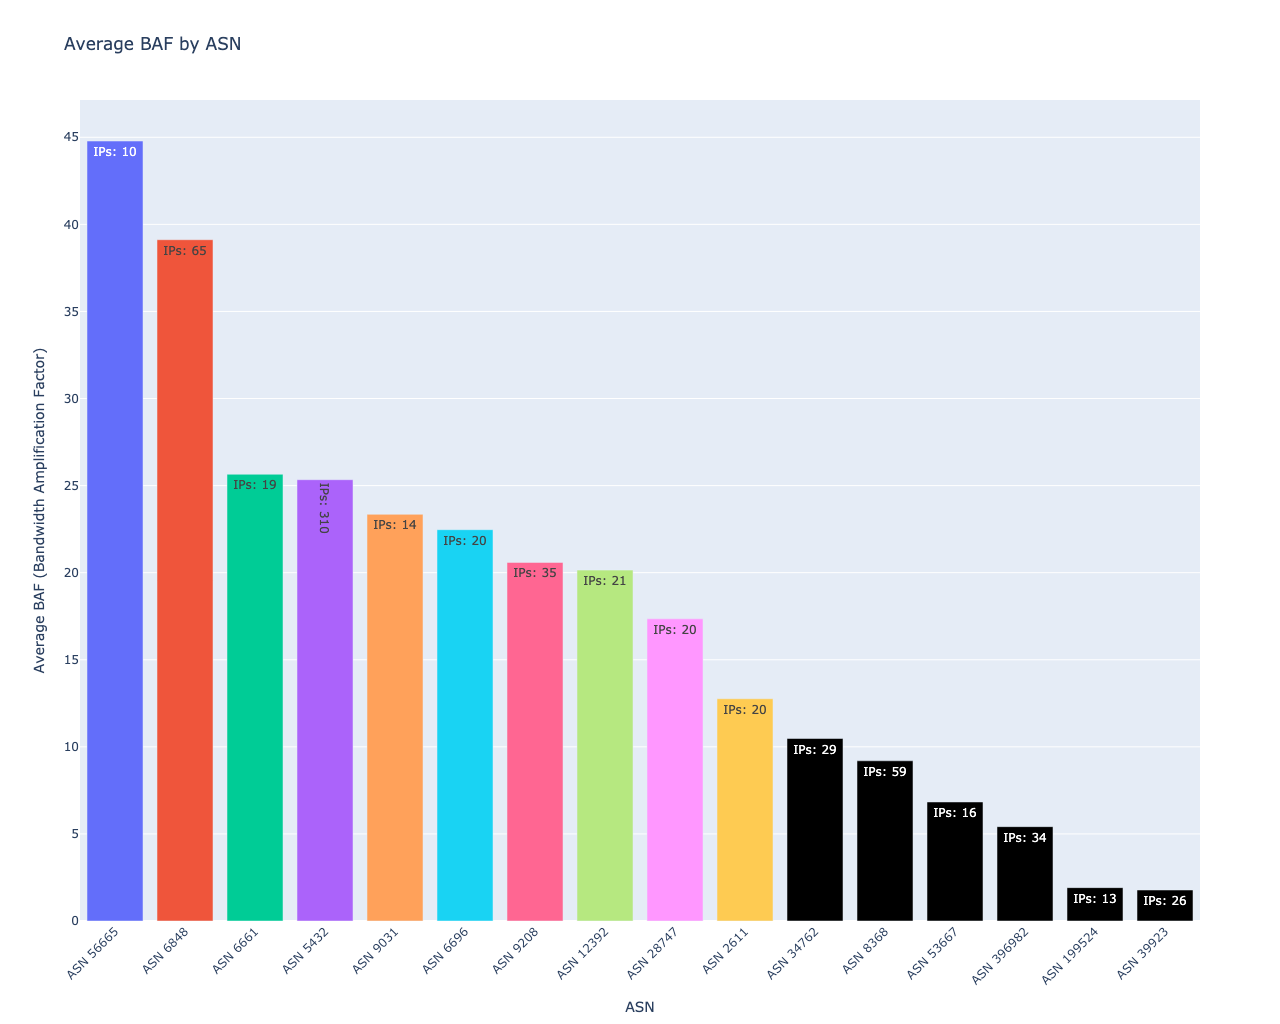 Average BAF by ASN
Average BAF (Bandwidth Amplification Factor)
45
40
35
30
25
20
15
10
5
0
IPs: 10
IPs: 65
IPs: 19
IPs: 310
IPs: 14
IPs: 20
IPs: 35
IPs: 21
IPs: 20
IPs: 20
IPs: 29
IPs: 59
IPs: 16
IPs: 34
IPs: 13
IPs: 26
ASN 56665
ASN 6848
ASN 6661
ASN 5432
ASN 9031
ASN 6696
ASN 9208
ASN 12392
ASN 28747
ASN 2611
ASN 34762
ASN 8368
ASN 53667
ASN 396982
ASN 199524
ASN 39923
ASN